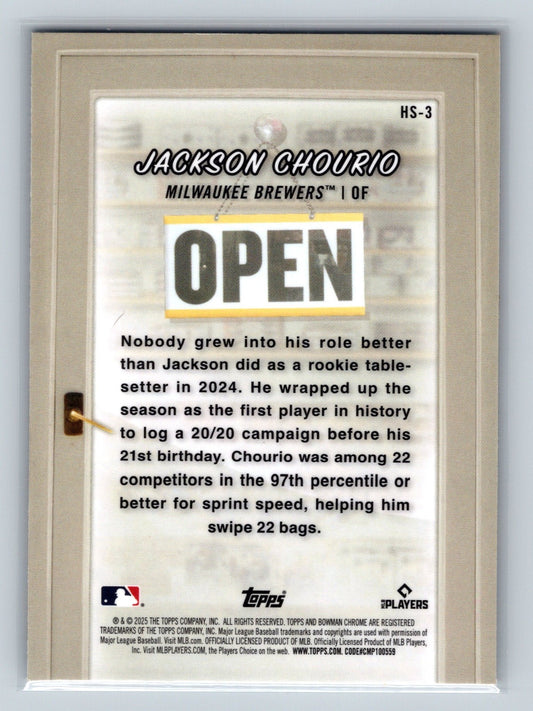 HS-3
JACKSON CHOURIO
MILWAUKEE BREWERS™ | OF
OPEN
Nobody grew into his role better
than Jackson did as a rookie table-
setter in 2024. He wrapped up the
season as the first player in history
to log a 20/20 campaign before his
21st birthday. Chourio was among 22
competitors in the 97th percentile or
better for sprint speed, helping him
swipe 22 bags.
Topps
MLB PLAYERS
® & © 2025 THE TOPPS COMPANY, INC. ALL RIGHTS RESERVED. TOPPS AND BOWMAN CHROME ARE REGISTERED
TRADEMARKS OF THE TOPPS COMPANY, INC. Major League Baseball trademarks and copyrights are used with permission of
Major League Baseball. Visit MLB.com. OFFICIALLY LICENSED PRODUCT OF MLB. Officially Licensed Product of MLB Players,
Inc. Visit MLBPLAYERS.COM, the Players Choice on the web. WWW.TOPPS.COM. CODE#CMP100559